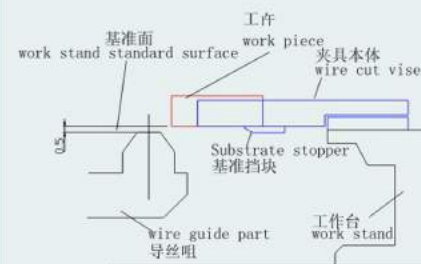 工件
work piece
基准面
work stand standard surface
夹具本体
wire cut vise
0.5
Substrate stopper
基准挡块
wire guide part
导丝咀
工作台
work stand